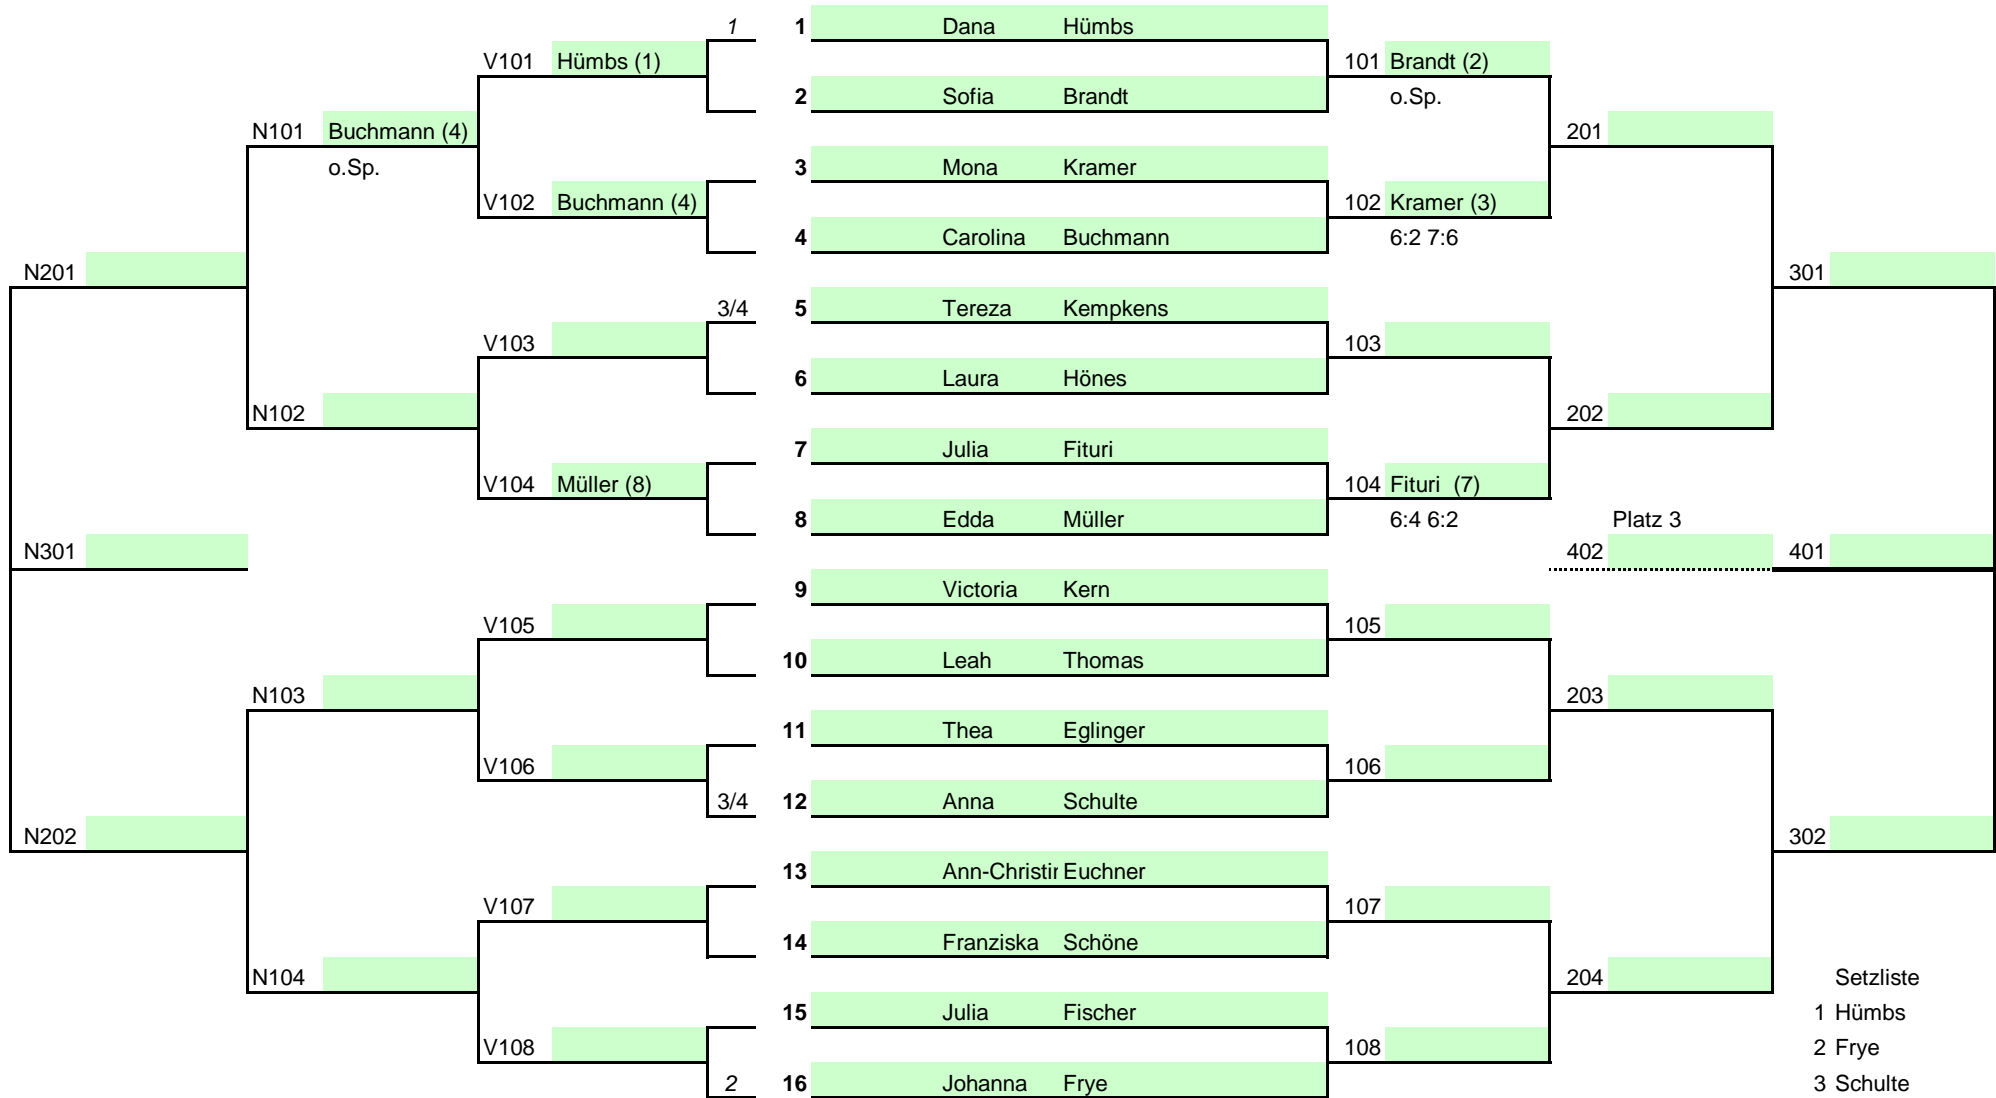 1 1 Dana Hümbs
V101 Hümbs (1) 101 Brandt (2)
2 Sofia Brandt o.Sp.
N101 Buchmann (4) 201
o.Sp. 3 Mona Kramer
V102 Buchmann (4) 102 Kramer (3)
4 Carolina Buchmann 6:2 7:6
N201 301
3/4 5 Tereza Kempkens
V103 103
6 Laura Hönes
N102 202
7 Julia Fituri
V104 Müller (8) 104 Fituri (7)
8 Edda Müller 6:4 6:2 Platz 3
N301 402 401
9 Victoria Kern
V105 105
10 Leah Thomas
N103 203
11 Thea Eglinger
V106 106
3/4 12 Anna Schulte
N202 302
13 Ann-Christin Euchner
V107 107
14 Franziska Schöne
N104 204 Setzliste
15 Julia Fischer 1 Hümbs
V108 108 2 Frye
2 16 Johanna Frye 3 Schulte